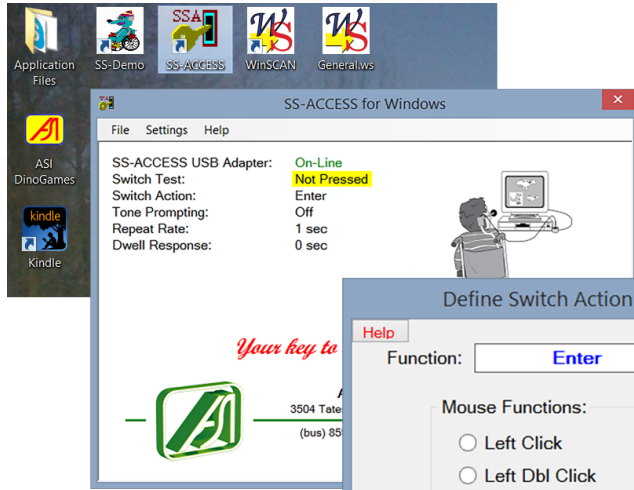 Application
Files
SS-Demo
SSA
SS-ACCESS
WS
WinSCAN
WS
General.ws
ASI
DinoGames
kindle
Kindle
SS-ACCESS for Windows
File Settings Help
SS-ACCESS USB Adapter: On-Line
Switch Test: Not Pressed
Switch Action: Enter
Tone Prompting: Off
Repeat Rate: 1 sec
Dwell Response: 0 sec
Your key to
3504 Tates
(bus) 85
Define Switch Action
Help
Function: Enter
Mouse Functions:
Left Click
Left Dbl Click